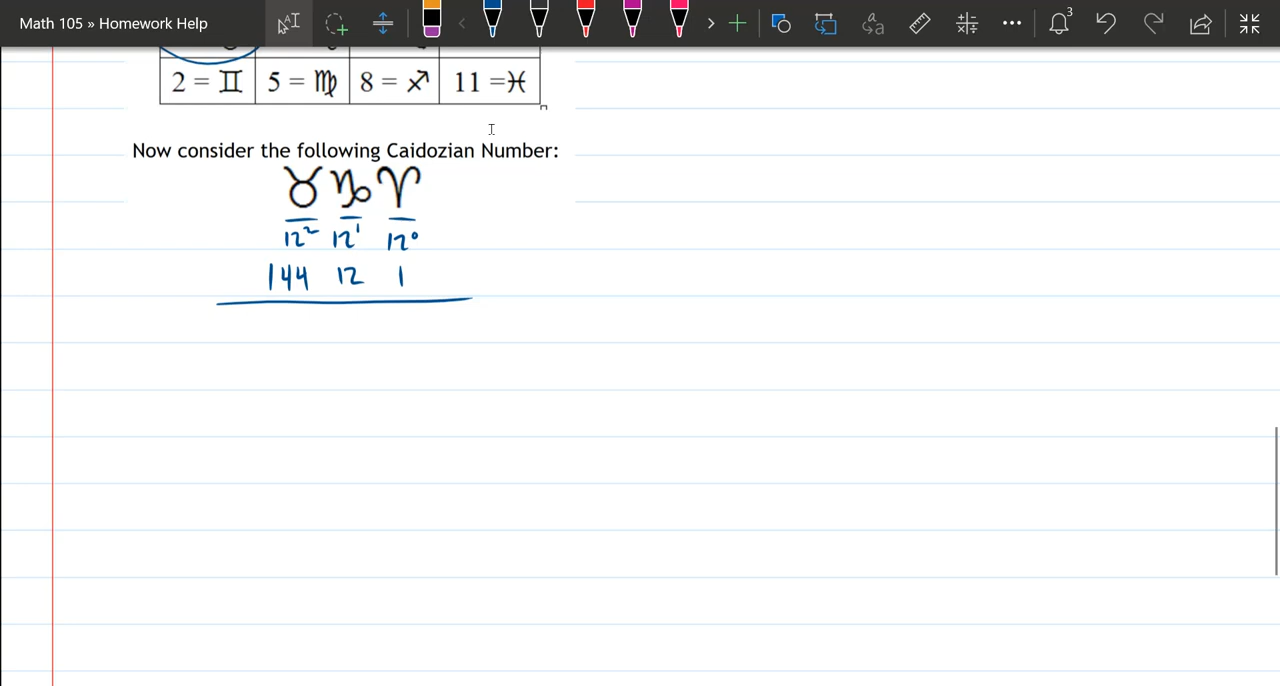 Math 105 » Homework Help
3
2 = ♊ 5 = ♍ 8 = ♐ 11 =♓
Now consider the following Caidozian Number:
♉ ♑ ♈
12² 12¹ 12⁰
144 12 1